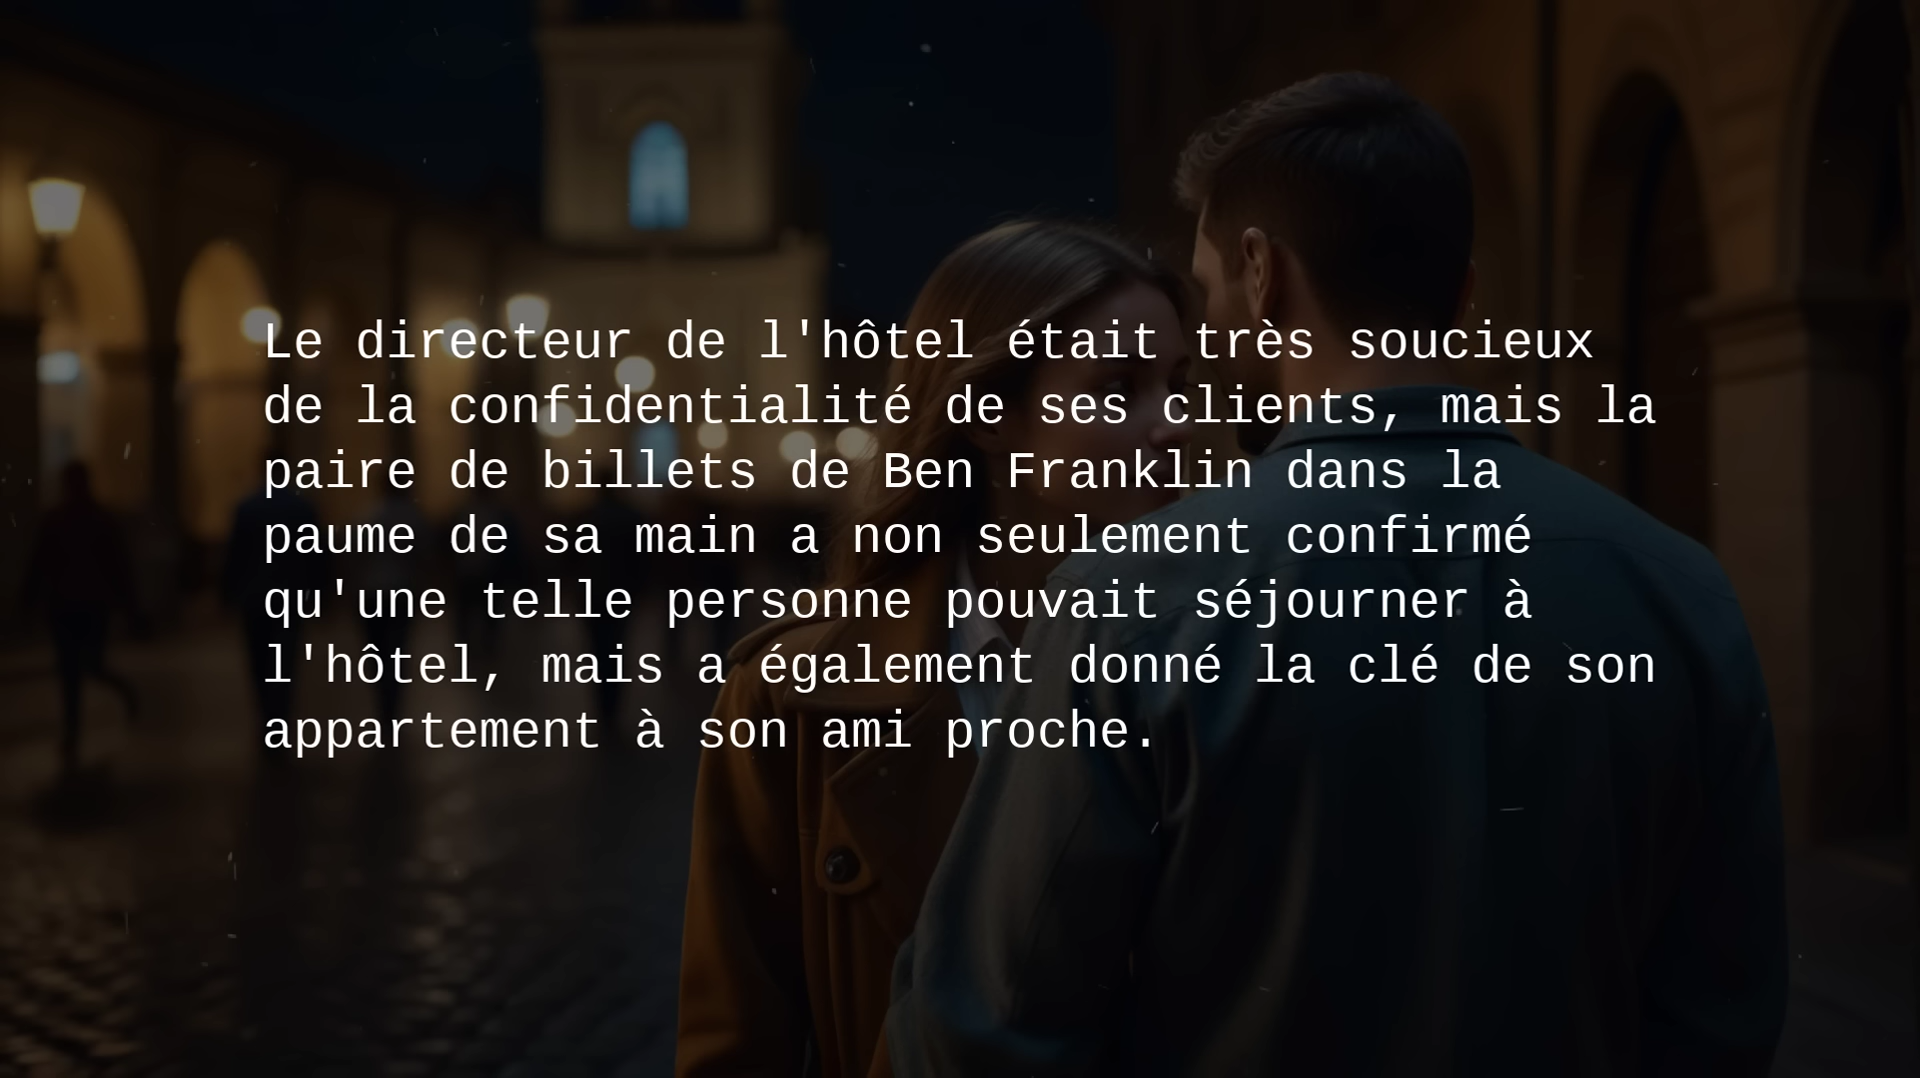 Le directeur de l'hôtel était très soucieux
de la confidentialité de ses clients, mais la
paire de billets de Ben Franklin dans la
paume de sa main a non seulement confirmé
qu'une telle personne pouvait séjourner à
l'hôtel, mais a également donné la clé de son
appartement à son ami proche.